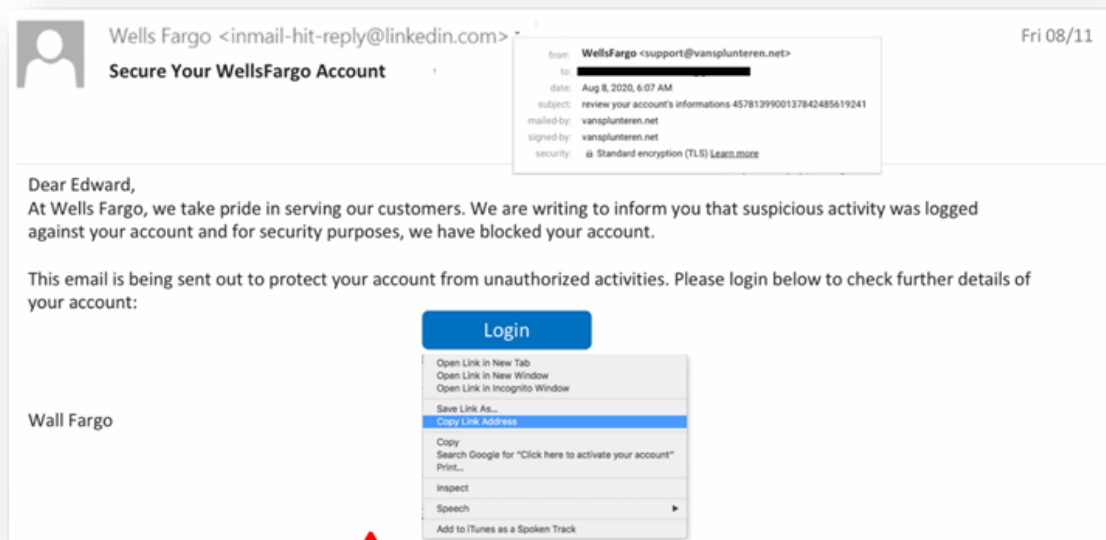 Wells Fargo <inmail-hit-reply@linkedin.com>
Fri 08/11
Secure Your WellsFargo Account
from: WellsFargo <support@vansplunteren.net>
to:
date: Aug 8, 2020, 6:07 AM
subject: review your account's informations 4578139900137842485619241
mailed-by: vansplunteren.net
signed-by: vansplunteren.net
security: Standard encryption (TLS) Learn more
Dear Edward,
At Wells Fargo, we take pride in serving our customers. We are writing to inform you that suspicious activity was logged
against your account and for security purposes, we have blocked your account.
This email is being sent out to protect your account from unauthorized activities. Please login below to check further details of
your account:
Login
Open Link in New Tab
Open Link in New Window
Open Link in Incognito Window
Save Link As...
Copy Link Address
Copy
Search Google for “Click here to activate your account”
Print...
Inspect
Speech
Add to iTunes as a Spoken Track
Wall Fargo